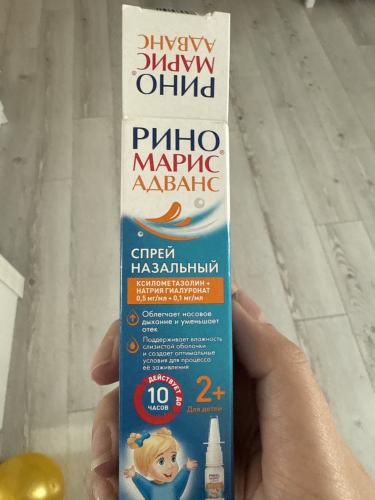 РИНО
МАРИС®
АДВАНС
РИНО
МАРИС®
АДВАНС
СПРЕЙ
НАЗАЛЬНЫЙ
КСИЛОМЕТАЗОЛИН +
НАТРИЯ ГИАЛУРОНАТ
0,5 мг/мл + 0,1 мг/мл
Облегчает носовое
дыхание и уменьшает
отек
Поддерживает влажность
слизистой оболочки
и создает оптимальные
условия для процесса
её заживления
ДЕЙСТВУЕТ ДО
10
ЧАСОВ
2+
Для детей